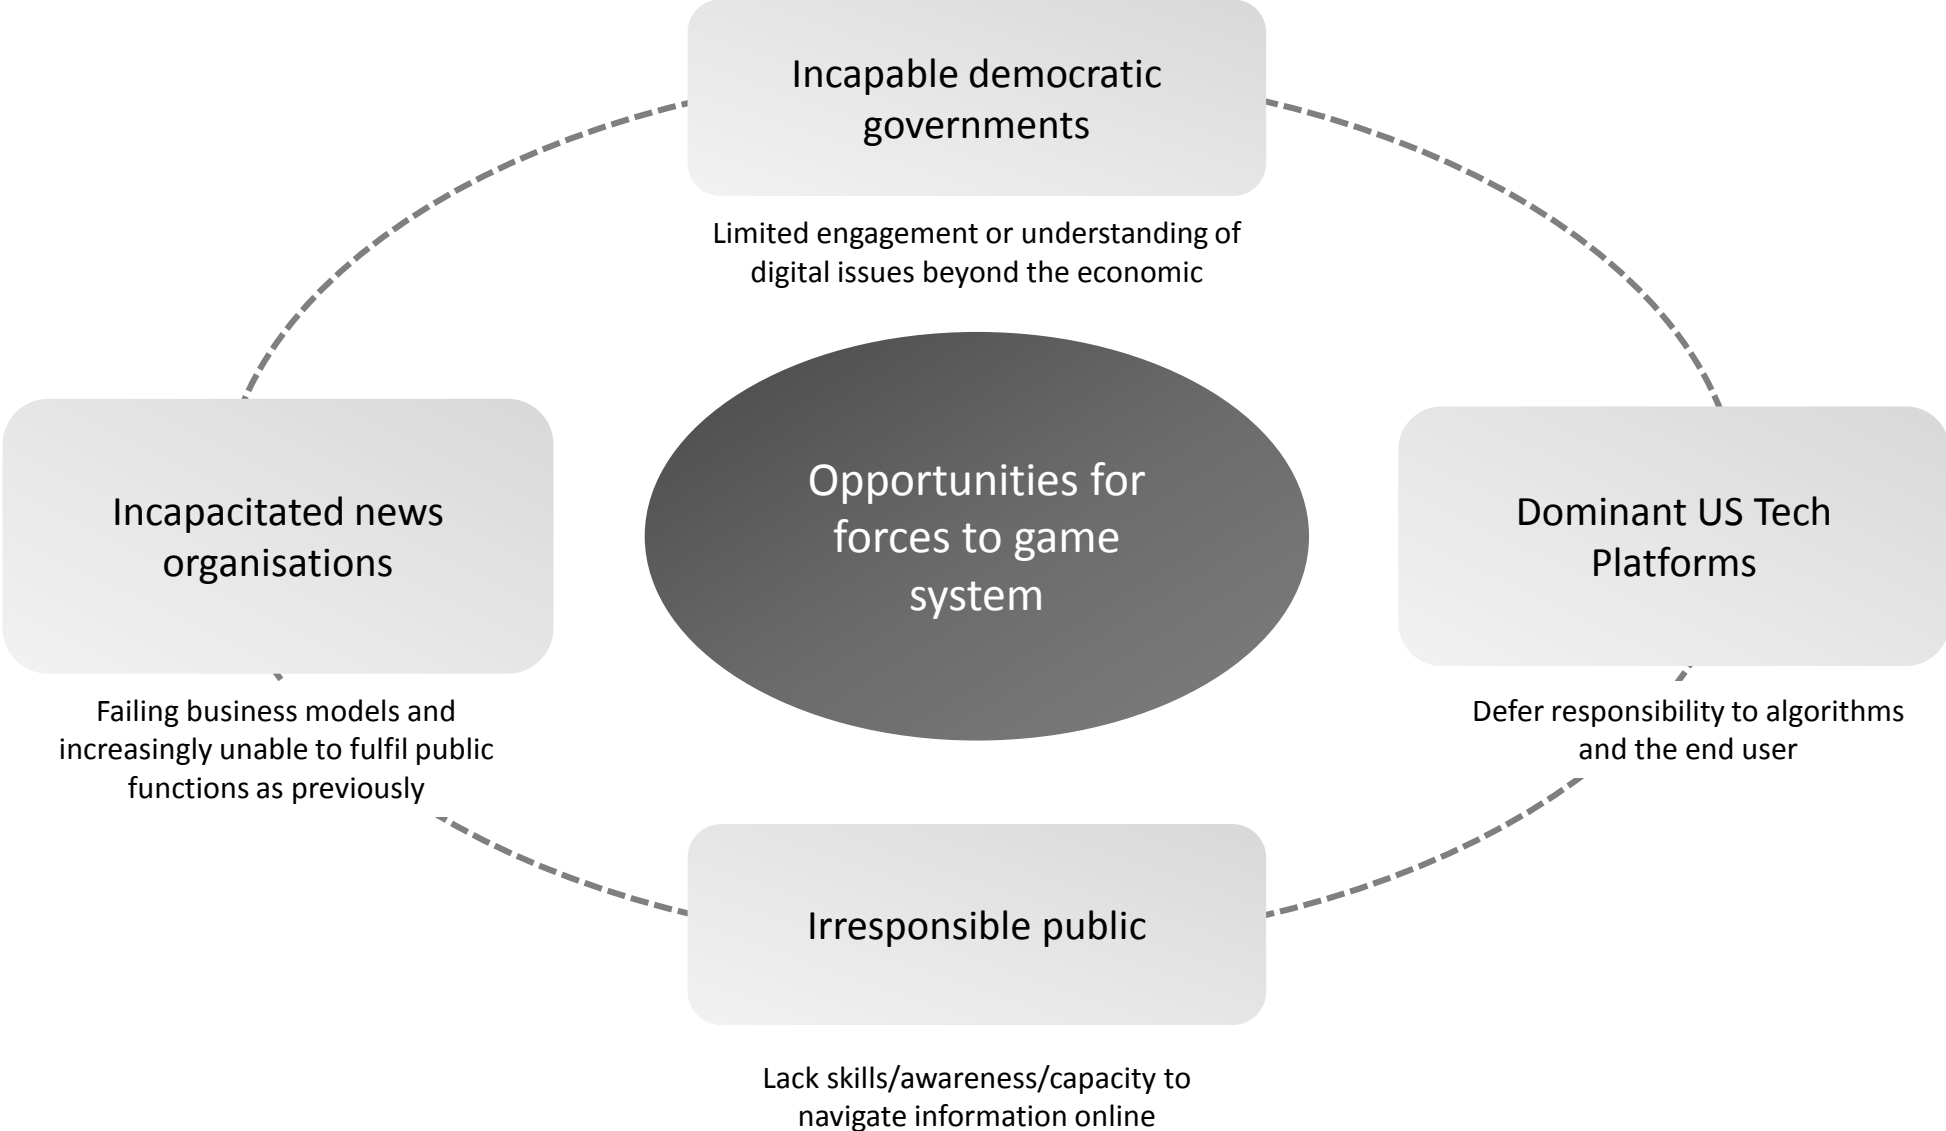 Incapable democratic
governments
Limited engagement or understanding of
digital issues beyond the economic
Incapacitated news
organisations
Failing business models and
increasingly unable to fulfil public
functions as previously
Opportunities for
forces to game
system
Dominant US Tech
Platforms
Defer responsibility to algorithms
and the end user
Irresponsible public
Lack skills/awareness/capacity to
navigate information online